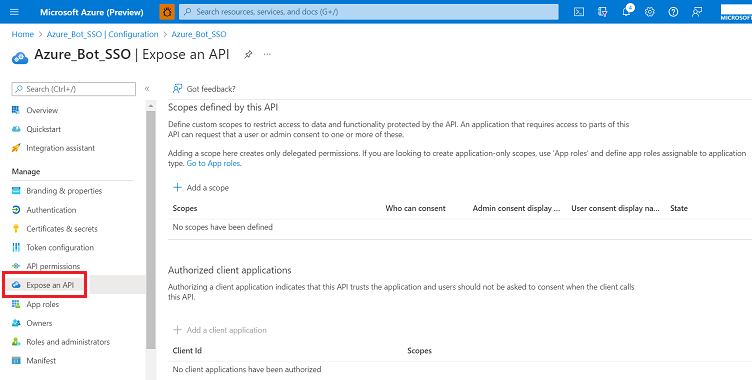 Microsoft Azure (Preview)
Search resources, services, and docs (G+/)
4
MICROSOFT
Home > Azure_Bot_SSO | Configuration > Azure_Bot_SSO
Azure_Bot_SSO | Expose an API
Search (Ctrl+/)
Got feedback?
Overview
Quickstart
Integration assistant
Manage
Branding & properties
Authentication
Certificates & secrets
Token configuration
API permissions
Expose an API
App roles
Owners
Roles and administrators
Manifest
Scopes defined by this API
Define custom scopes to restrict access to data and functionality protected by the API. An application that requires access to parts of this
API can request that a user or admin consent to one or more of these.
Adding a scope here creates only delegated permissions. If you are looking to create application-only scopes, use 'App roles' and define app roles assignable to application
type. Go to App roles.
Add a scope
Scopes Who can consent Admin consent display ... User consent display na... State
No scopes have been defined
Authorized client applications
Authorizing a client application indicates that this API trusts the application and users should not be asked to consent when the client calls
this API.
Add a client application
Client Id Scopes
No client applications have been authorized